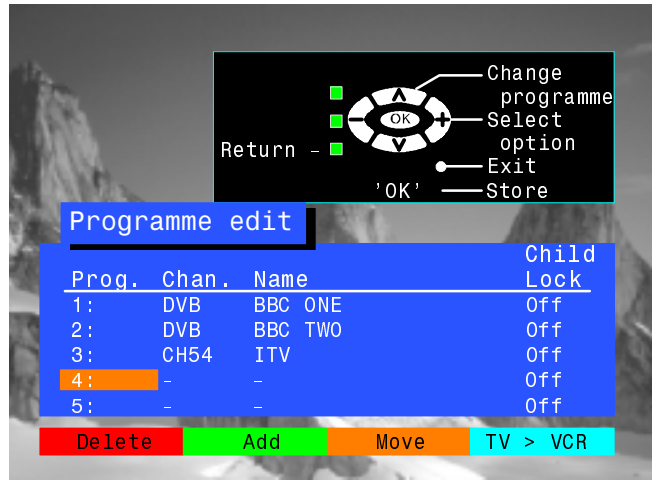 Change
programme
OK
Select
option
Return –
Exit
'OK' Store
Programme edit
Child
Prog. Chan. Name Lock
1: DVB BBC ONE Off
2: DVB BBC TWO Off
3: CH54 ITV Off
4: – – Off
5: – – Off
Delete Add Move TV > VCR